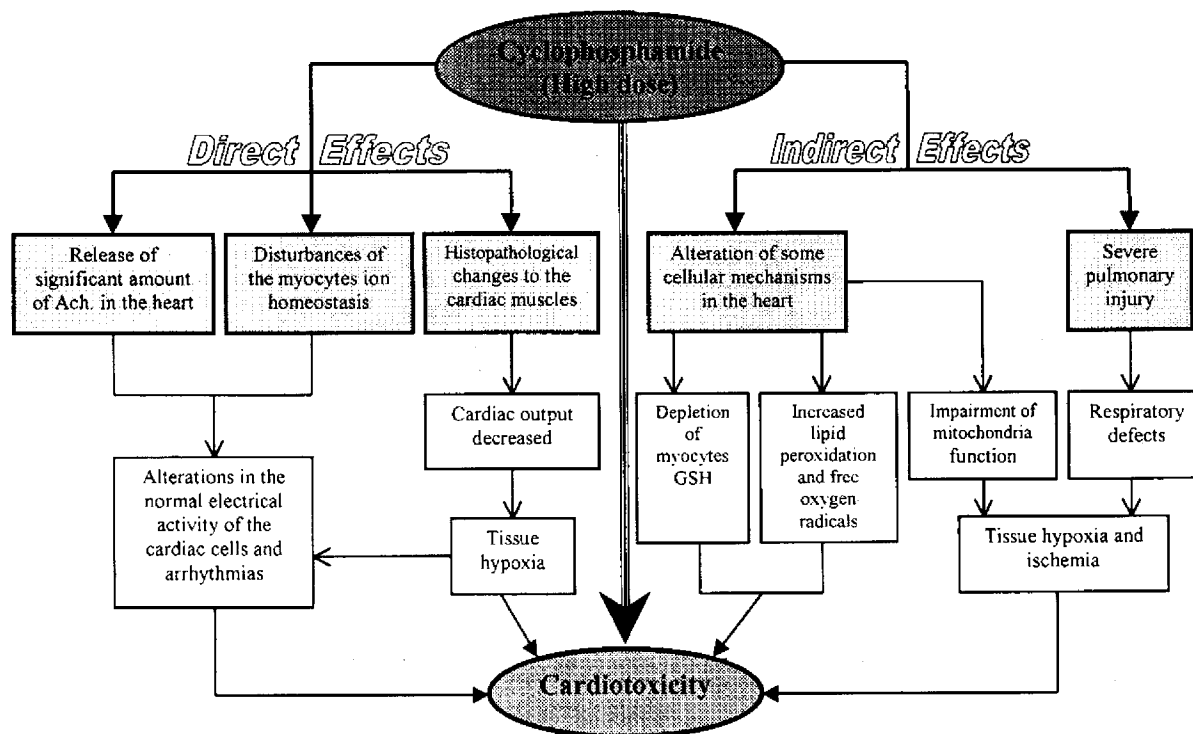 Cyclophosphamide
(High dose)
Direct Effects
Indirect Effects
Release of
significant amount
of Ach. in the heart
Disturbances of
the myocytes ion
homeostasis
Histopathological
changes to the
cardiac muscles
Alteration of some
cellular mechanisms
in the heart
Severe
pulmonary
injury
Cardiac output
decreased
Depletion
of
myocytes
GSH
Increased
lipid
peroxidation
and free
oxygen
radicals
Impairment of
mitochondria
function
Respiratory
defects
Alterations in the
normal electrical
activity of the
cardiac cells and
arrhythmias
Tissue
hypoxia
Tissue hypoxia and
ischemia
Cardiotoxicity